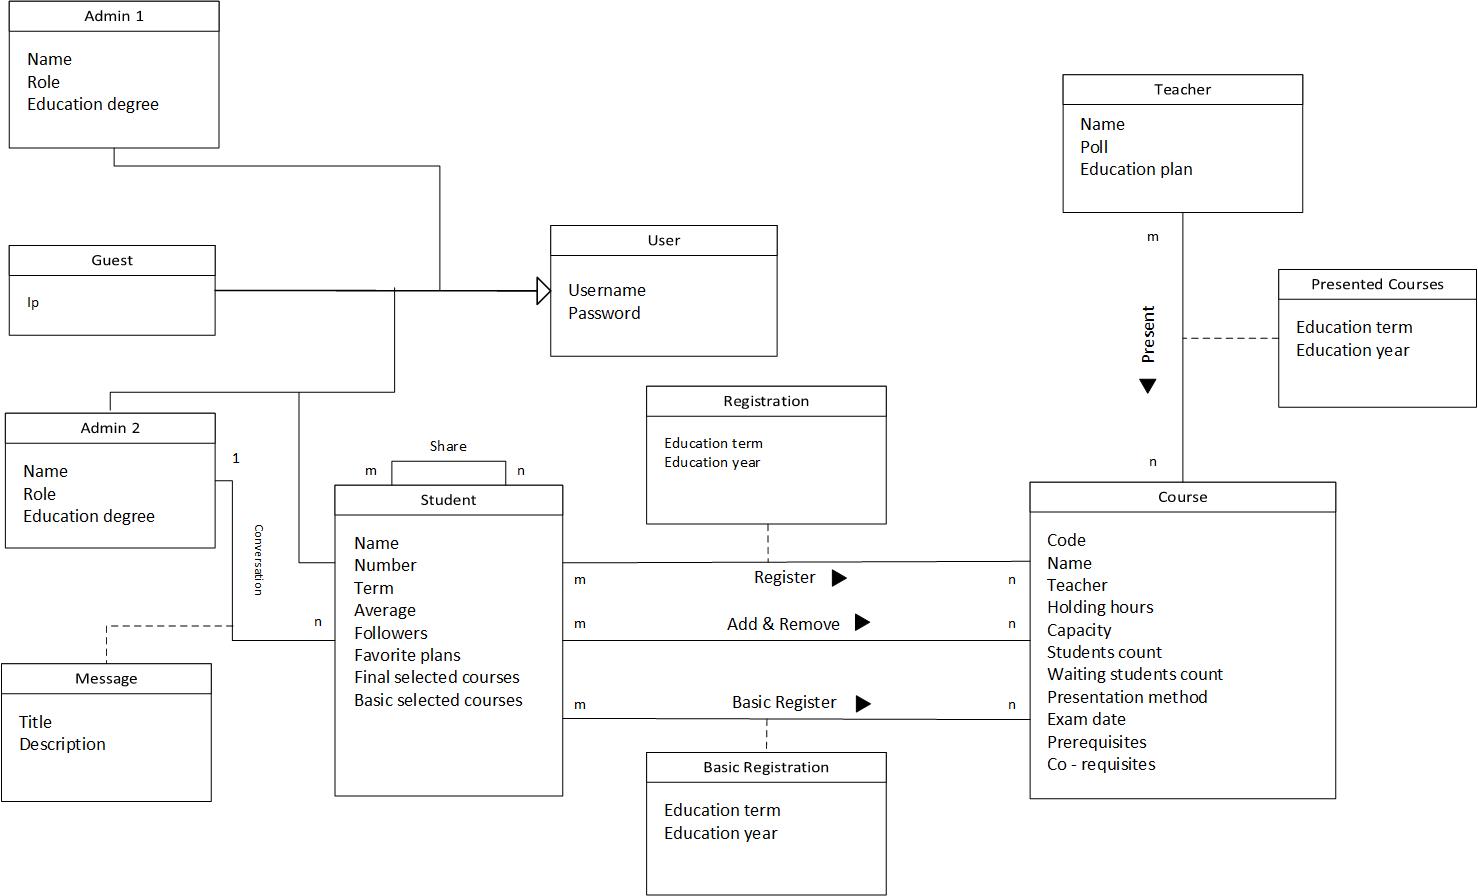 Admin 1
Name
Role
Education degree
Teacher
Name
Poll
Education plan
Guest
Ip
User
Username
Password
m
Present
n
Presented Courses
Education term
Education year
Admin 2
Name
Role
Education degree
1
Conversation
n
Message
Title
Description
Share
m
n
Student
Name
Number
Term
Average
Followers
Favorite plans
Final selected courses
Basic selected courses
Registration
Education term
Education year
m
Register
n
m
Add & Remove
n
m
Basic Register
n
Basic Registration
Education term
Education year
Course
Code
Name
Teacher
Holding hours
Capacity
Students count
Waiting students count
Presentation method
Exam date
Prerequisites
Co - requisites